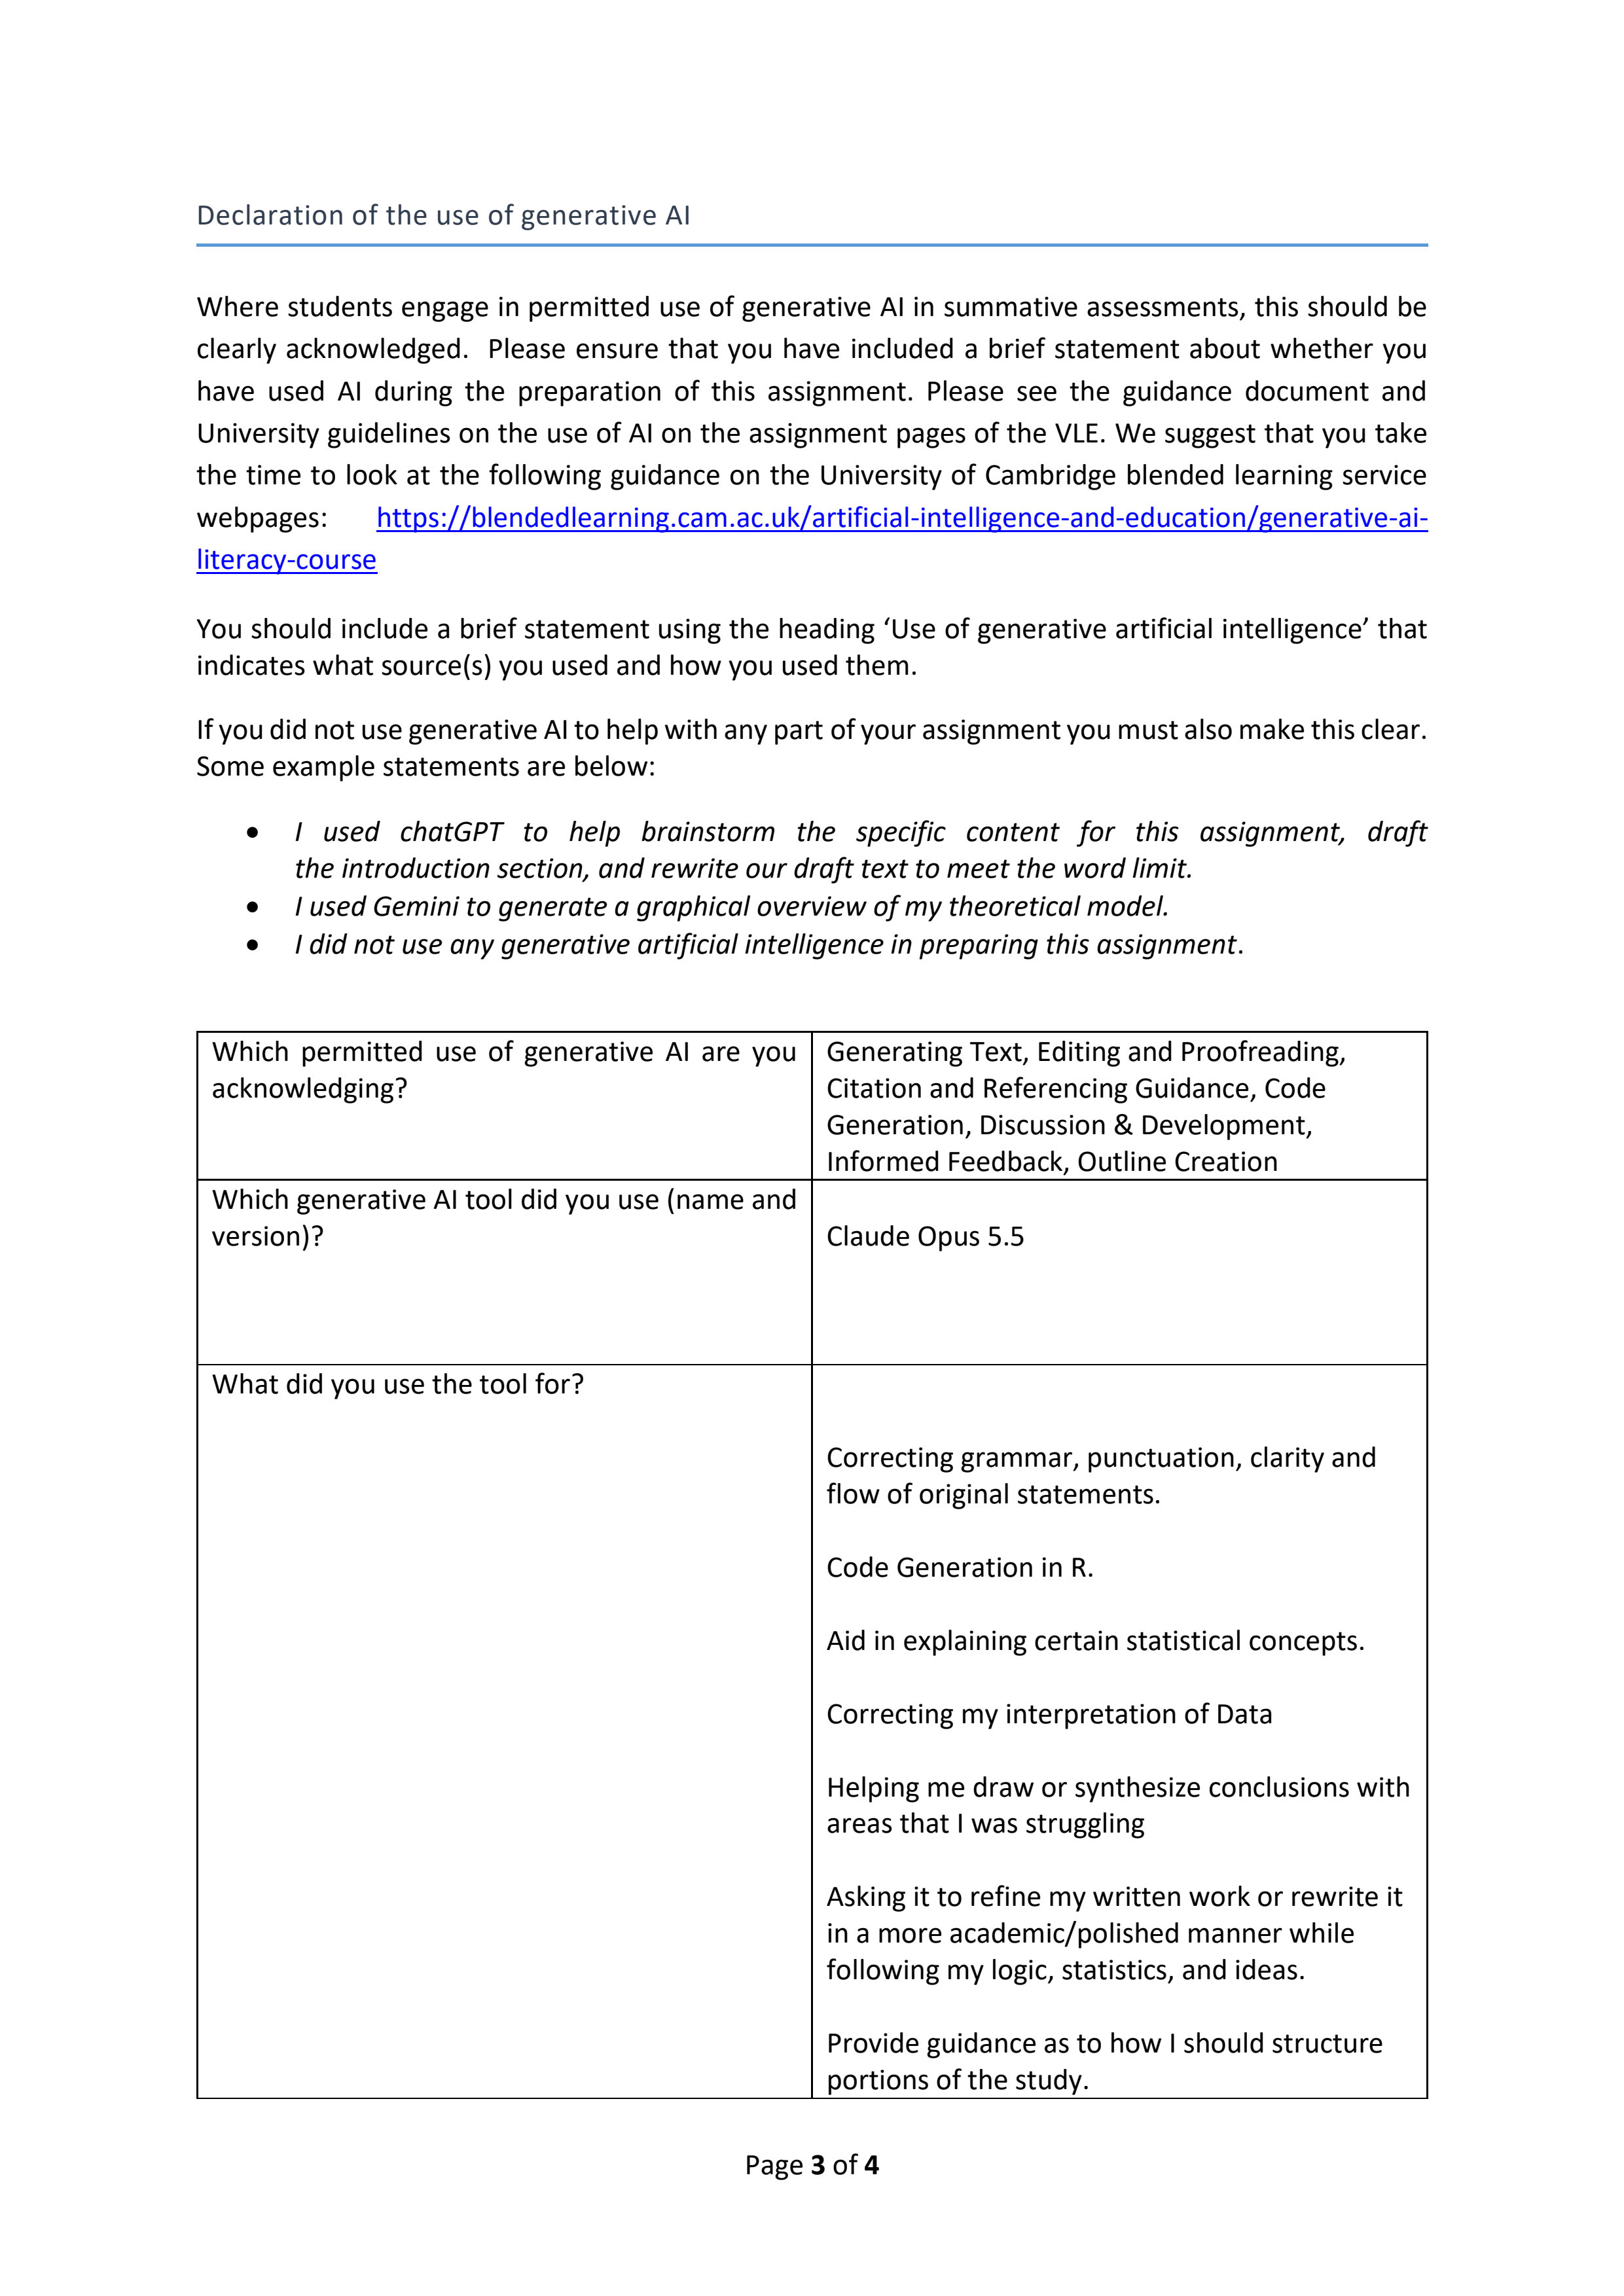 Declaration of the use of generative AI
Where students engage in permitted use of generative AI in summative assessments, this should be
clearly acknowledged.  Please ensure that you have included a brief statement about whether you
have used AI during the preparation of this assignment. Please see the guidance document and
University guidelines on the use of AI on the assignment pages of the VLE. We suggest that you take
the time to look at the following guidance on the University of Cambridge blended learning service
webpages: https://blendedlearning.cam.ac.uk/artificial-intelligence-and-education/generative-ai-
literacy-course
You should include a brief statement using the heading ‘Use of generative artificial intelligence’ that
indicates what source(s) you used and how you used them.
If you did not use generative AI to help with any part of your assignment you must also make this clear.
Some example statements are below:
• I used chatGPT to help brainstorm the specific content for this assignment, draft
the introduction section, and rewrite our draft text to meet the word limit.
• I used Gemini to generate a graphical overview of my theoretical model.
• I did not use any generative artificial intelligence in preparing this assignment.
Which permitted use of generative AI are you
acknowledging?
Generating Text, Editing and Proofreading,
Citation and Referencing Guidance, Code
Generation, Discussion & Development,
Informed Feedback, Outline Creation
Which generative AI tool did you use (name and
version)?
Claude Opus 5.5
What did you use the tool for?
Correcting grammar, punctuation, clarity and
flow of original statements.
Code Generation in R.
Aid in explaining certain statistical concepts.
Correcting my interpretation of Data
Helping me draw or synthesize conclusions with
areas that I was struggling
Asking it to refine my written work or rewrite it
in a more academic/polished manner while
following my logic, statistics, and ideas.
Provide guidance as to how I should structure
portions of the study.
Page 3 of 4